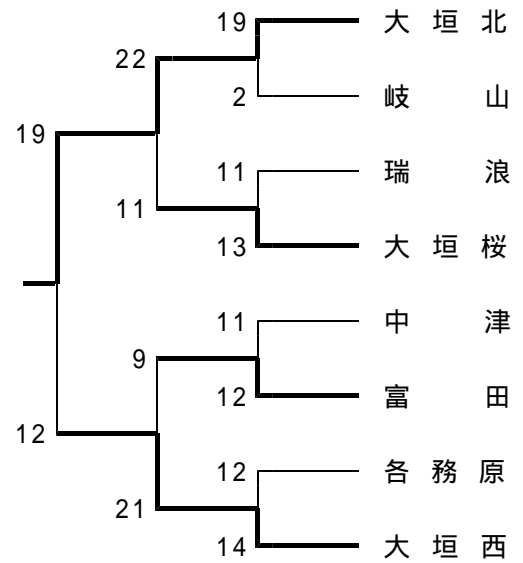 19 大垣北
22
2 岐山
19
11 瑞浪
11
13 大垣桜
11 中津
9
12 富田
12
12 各務原
21
14 大垣西